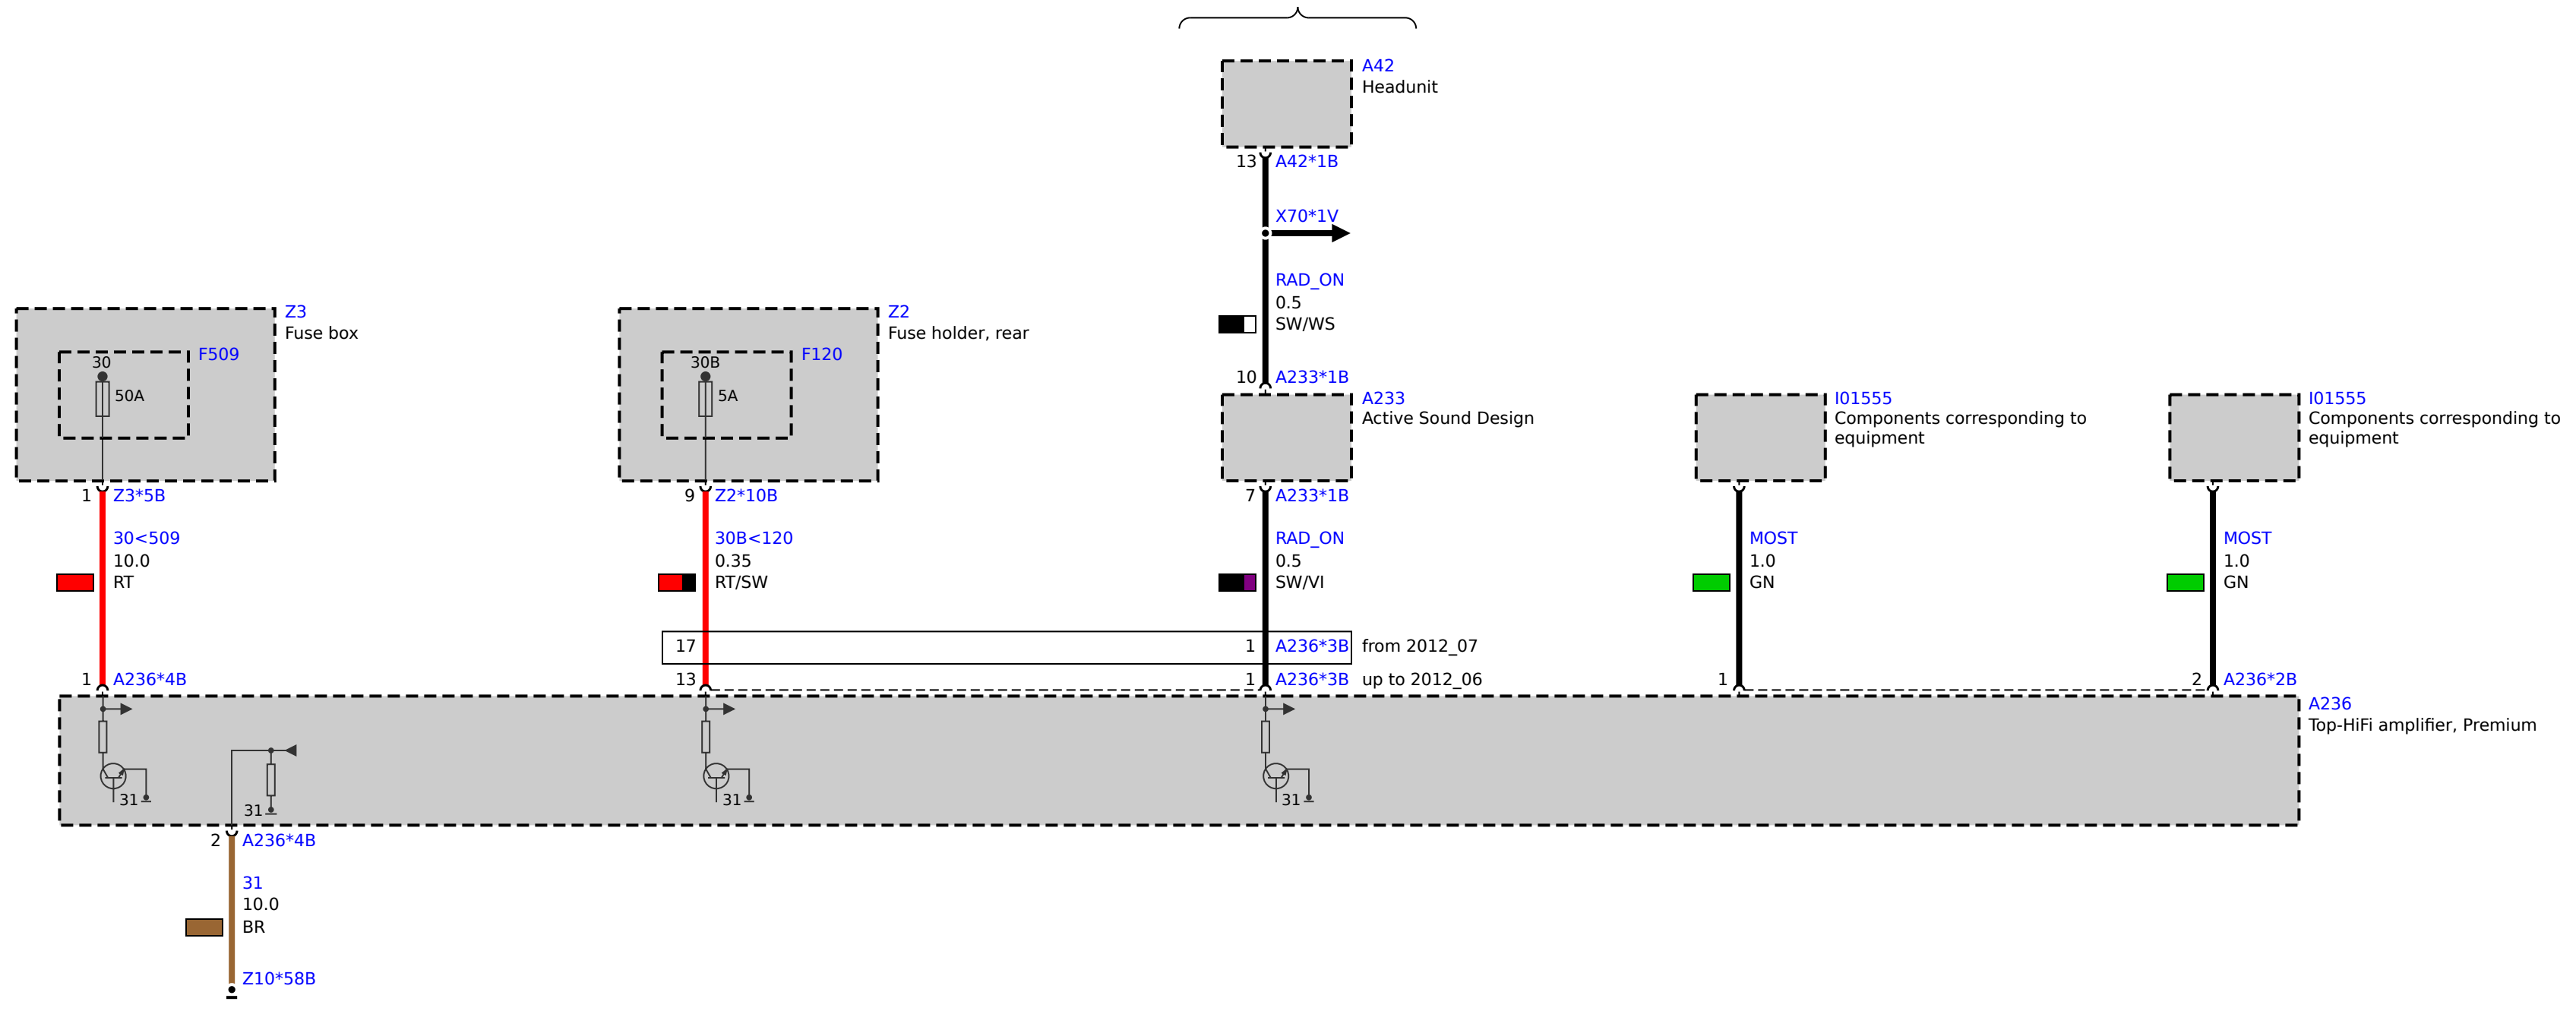 A42
Headunit
13 A42*1B
X70*1V
RAD_ON
0.5
SW/WS
10 A233*1B
Z3
Fuse box
F509
30
50A
Z2
Fuse holder, rear
F120
30B
5A
A233
Active Sound Design
I01555
Components corresponding to
equipment
I01555
Components corresponding to
equipment
1 Z3*5B
9 Z2*10B
7 A233*1B
30<509
10.0
RT
30B<120
0.35
RT/SW
RAD_ON
0.5
SW/VI
MOST
1.0
GN
MOST
1.0
GN
17 1 A236*3B from 2012_07
1 A236*4B
13 1 A236*3B up to 2012_06
1 2 A236*2B
A236
Top-HiFi amplifier, Premium
31
31
31
31
2 A236*4B
31
10.0
BR
Z10*58B